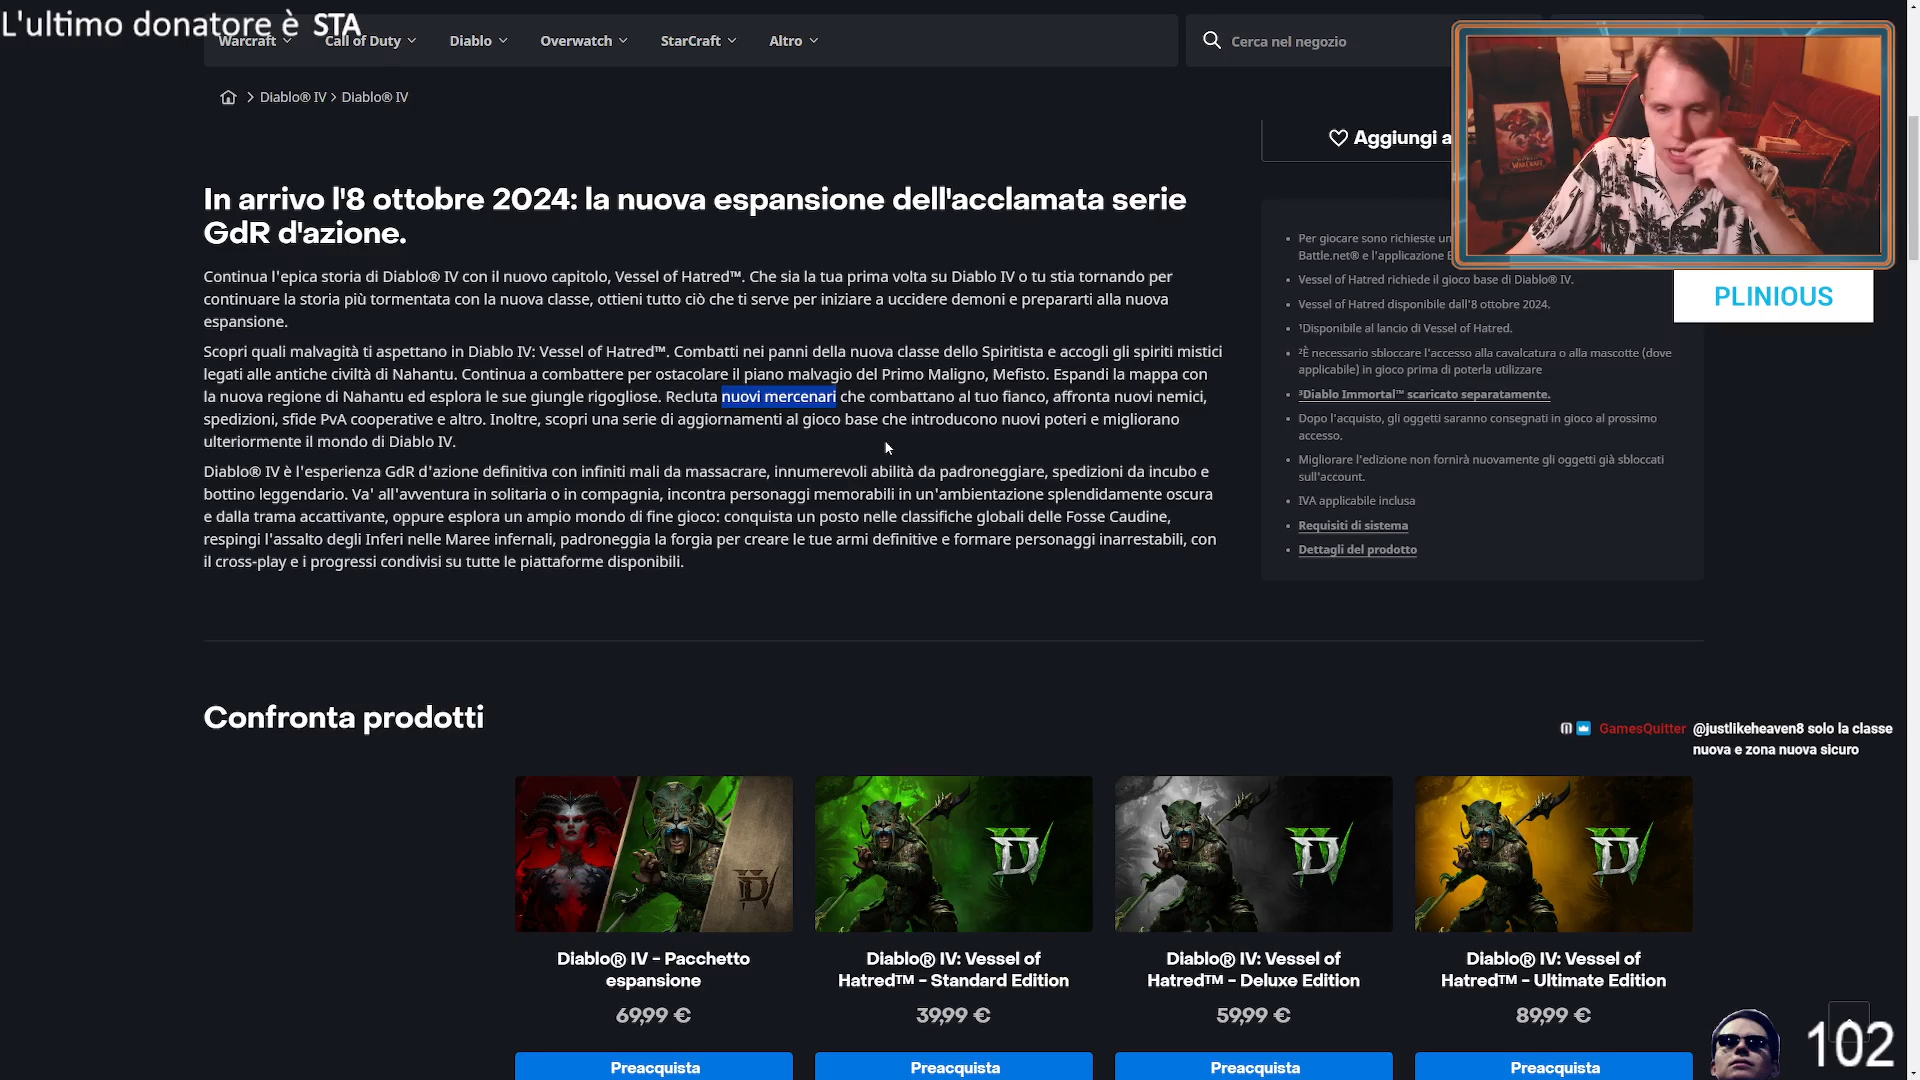 L'ultimo donatore è STA
Warcraft
Call of Duty
Diablo
Overwatch
StarCraft
Altro
Cerca nel negozio
Diablo® IV > Diablo® IV
Aggiungi a
In arrivo l'8 ottobre 2024: la nuova espansione dell'acclamata serie
GdR d'azione.
Continua l'epica storia di Diablo® IV con il nuovo capitolo, Vessel of Hatred™. Che sia la tua prima volta su Diablo IV o tu stia tornando per
continuare la storia più tormentata con la nuova classe, ottieni tutto ciò che ti serve per iniziare a uccidere demoni e prepararti alla nuova
espansione.
Scopri quali malvagità ti aspettano in Diablo IV: Vessel of Hatred™. Combatti nei panni della nuova classe dello Spiritista e accogli gli spiriti mistici
legati alle antiche civiltà di Nahantu. Continua a combattere per ostacolare il piano malvagio del Primo Maligno, Mefisto. Espandi la mappa con
la nuova regione di Nahantu ed esplora le sue giungle rigogliose. Recluta nuovi mercenari che combattano al tuo fianco, affronta nuovi nemici,
spedizioni, sfide PvA cooperative e altro. Inoltre, scopri una serie di aggiornamenti al gioco base che introducono nuovi poteri e migliorano
ulteriormente il mondo di Diablo IV.
Diablo® IV è l'esperienza GdR d'azione definitiva con infiniti mali da massacrare, innumerevoli abilità da padroneggiare, spedizioni da incubo e
bottino leggendario. Va' all'avventura in solitaria o in compagnia, incontra personaggi memorabili in un'ambientazione splendidamente oscura
e dalla trama accattivante, oppure esplora un ampio mondo di fine gioco: conquista un posto nelle classifiche globali delle Fosse Caudine,
respingi l'assalto degli Inferi nelle Maree infernali, padroneggia la forgia per creare le tue armi definitive e formare personaggi inarrestabili, con
il cross-play e i progressi condivisi su tutte le piattaforme disponibili.
Per giocare sono richieste un
Battle.net® e l'applicazione B
Vessel of Hatred richiede il gioco base di Diablo® IV.
Vessel of Hatred disponibile dall'8 ottobre 2024.
¹Disponibile al lancio di Vessel of Hatred.
²È necessario sbloccare l'accesso alla cavalcatura o alla mascotte (dove
applicabile) in gioco prima di poterla utilizzare
³Diablo Immortal™ scaricato separatamente.
Dopo l'acquisto, gli oggetti saranno consegnati in gioco al prossimo
accesso.
Migliorare l'edizione non fornirà nuovamente gli oggetti già sbloccati
sull'account.
IVA applicabile inclusa
Requisiti di sistema
Dettagli del prodotto
WARCRAFT
PLINIOUS
Confronta prodotti
GamesQuitter @justlikeheaven8 solo la classe
nuova e zona nuova sicuro
Diablo® IV - Pacchetto
espansione
69,99 €
Preacquista
Diablo® IV: Vessel of
Hatred™ - Standard Edition
39,99 €
Preacquista
Diablo® IV: Vessel of
Hatred™ - Deluxe Edition
59,99 €
Preacquista
Diablo® IV: Vessel of
Hatred™ - Ultimate Edition
89,99 €
Preacquista
102